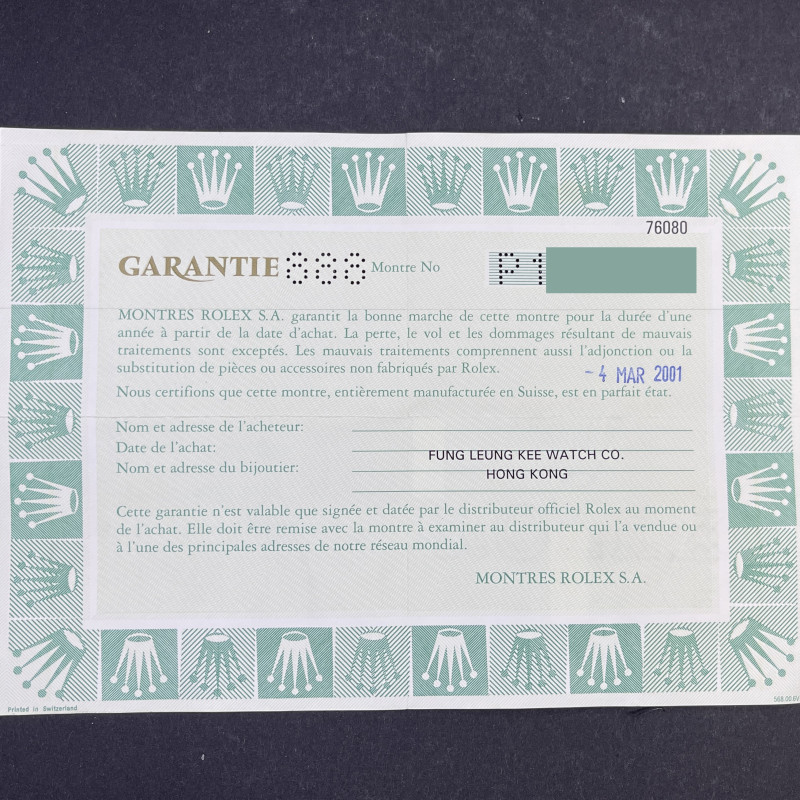 76080
GARANTIE 888 Montre No P1
MONTRES ROLEX S.A. garantit la bonne marche de cette montre pour la durée d'une
année à partir de la date d'achat. La perte, le vol et les dommages résultant de mauvais
traitements sont exceptés. Les mauvais traitements comprennent aussi l'adjonction ou la
substitution de pièces ou accessoires non fabriqués par Rolex.
- 4 MAR 2001
Nous certifions que cette montre, entièrement manufacturée en Suisse, est en parfait état.
Nom et adresse de l'acheteur:
Date de l'achat:
FUNG LEUNG KEE WATCH CO.
Nom et adresse du bijoutier:
HONG KONG
Cette garantie n'est valable que signée et datée par le distributeur officiel Rolex au moment
de l'achat. Elle doit être remise avec la montre à examiner au distributeur qui l'a vendue ou
à l'une des principales adresses de notre réseau mondial.
MONTRES ROLEX S.A.
Printed in Switzerland